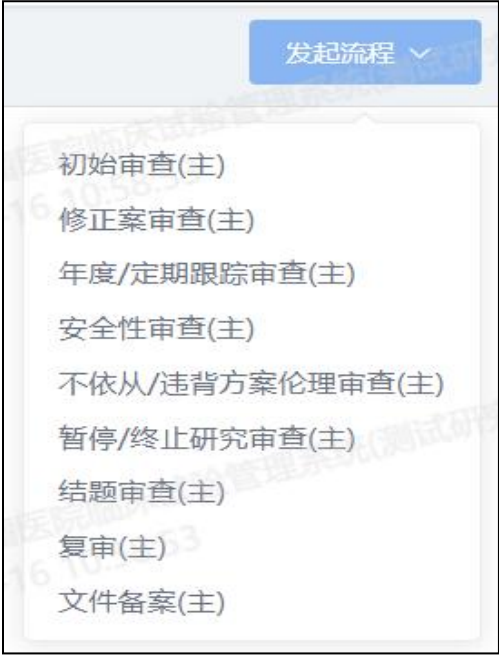 发起流程
初始审查(主)
修正案审查(主)
年度/定期跟踪审查(主)
安全性审查(主)
不依从/违背方案伦理审查(主)
暂停/终止研究审查(主)
结题审查(主)
复审(主)
文件备案(主)